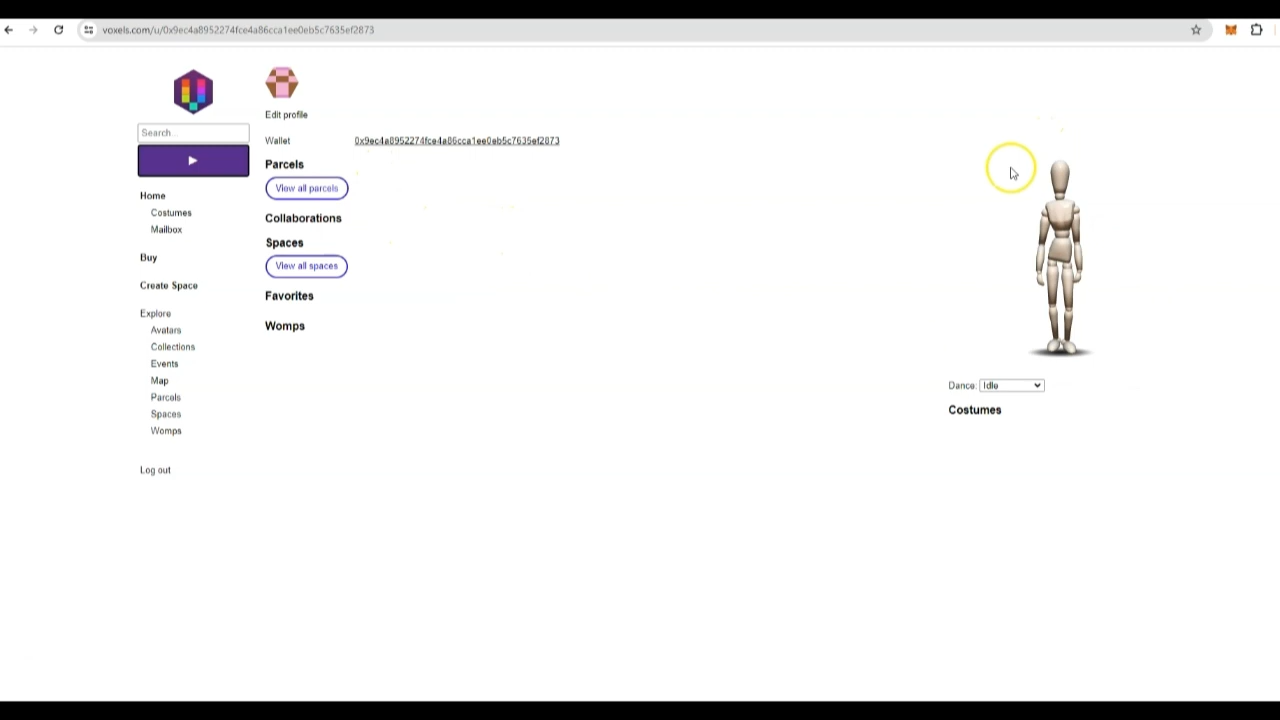 voxels.com/u/0x9ec4a8952274fce4a86cca1ee0eb5c7635ef2873
Search...
Home
Costumes
Mailbox
Buy
Create Space
Explore
Avatars
Collections
Events
Map
Parcels
Spaces
Womps
Log out
Edit profile
Wallet 0x9ec4a8952274fce4a86cca1ee0eb5c7635ef2873
Parcels
View all parcels
Collaborations
Spaces
View all spaces
Favorites
Womps
Dance: Idle
Costumes